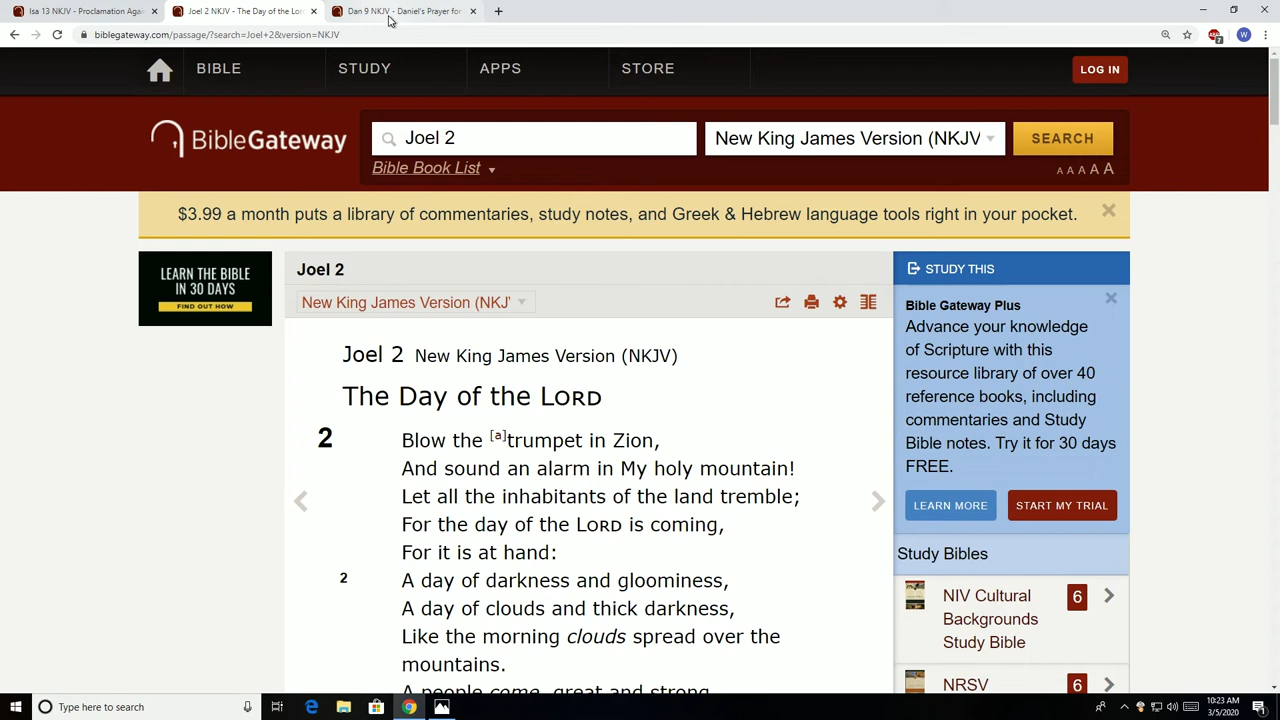 Isa 13 NKJV - Proclamation Agai
Joel 2 NKJV - The Day of the Lor
Dan 9 NKJV - Daniel's Prayer for
biblegateway.com/passage/?search=Joel+2&version=NKJV
W
BIBLE
STUDY
APPS
STORE
LOG IN
BibleGateway
Joel 2
New King James Version (NKJV
SEARCH
Bible Book List
A A A A A
$3.99 a month puts a library of commentaries, study notes, and Greek & Hebrew language tools right in your pocket.
LEARN THE BIBLE
IN 30 DAYS
FIND OUT HOW
Joel 2
New King James Version (NKJ'
Joel 2 New King James Version (NKJV)
The Day of the LORD
2 Blow the [a]trumpet in Zion,
And sound an alarm in My holy mountain!
Let all the inhabitants of the land tremble;
For the day of the LORD is coming,
For it is at hand:
2 A day of darkness and gloominess,
A day of clouds and thick darkness,
Like the morning clouds spread over the
mountains.
A people come, great and strong,
STUDY THIS
Bible Gateway Plus
Advance your knowledge
of Scripture with this
resource library of over 40
reference books, including
commentaries and Study
Bible notes. Try it for 30 days
FREE.
LEARN MORE
START MY TRIAL
Study Bibles
NIV Cultural
Backgrounds
Study Bible
6
NRSV
6
Type here to search
10:23 AM
3/5/2020